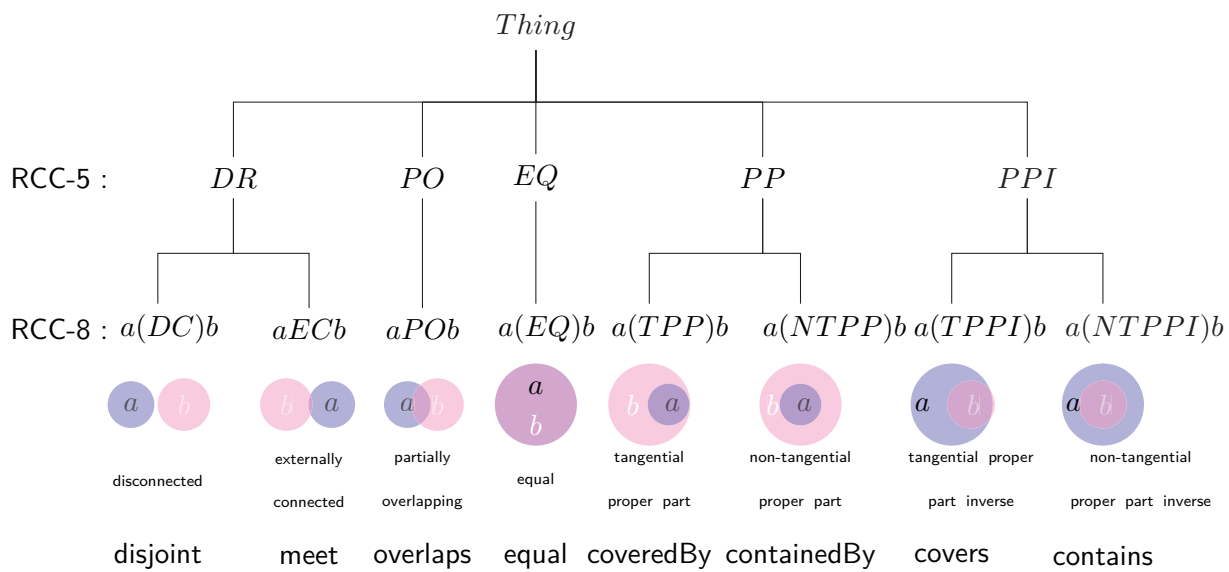 Thing
RCC-5 : DR PO EQ PP PPI
RCC-8 : a(DC)b aECb aPOb a(EQ)b a(TPP)b a(NTPP)b a(TPPI)b a(NTPPI)b
a b b a a b a b b a b a a b a b
disconnected
externally connected
partially overlapping
equal
tangential proper part
non-tangential proper part
tangential proper part inverse
non-tangential proper part inverse
disjoint meet overlaps equal coveredBy containedBy covers contains